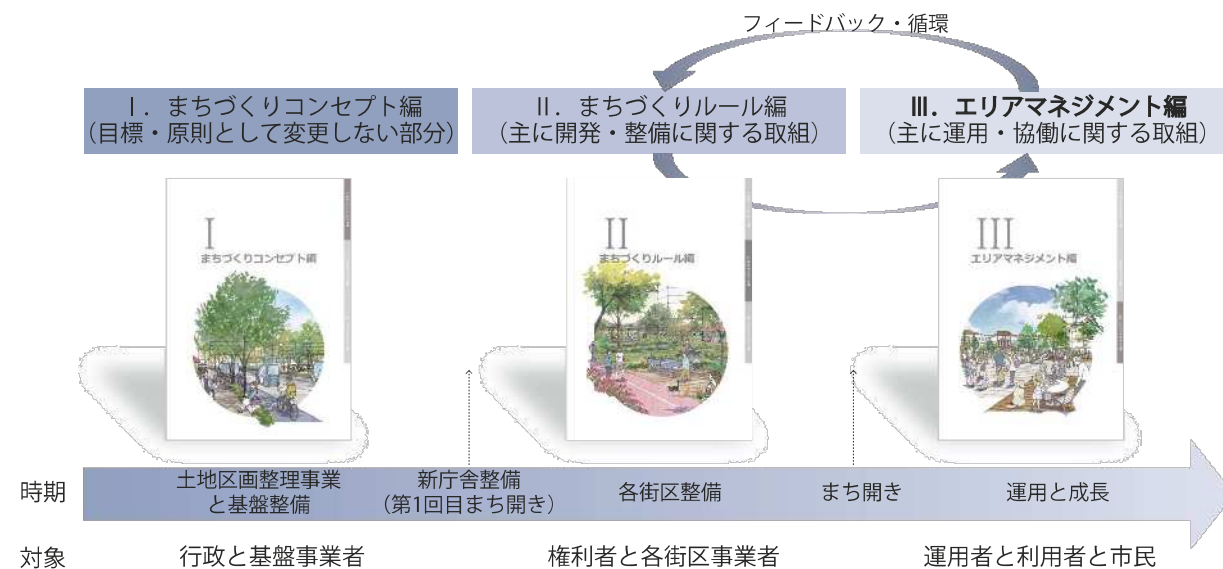 フィードバック・循環
Ⅰ．まちづくりコンセプト編
（目標・原則として変更しない部分）
Ⅱ．まちづくりルール編
（主に開発・整備に関する取組）
Ⅲ．エリアマネジメント編
（主に運用・協働に関する取組）
Ⅰ
まちづくりコンセプト編
Ⅱ
まちづくりルール編
Ⅲ
エリアマネジメント編
時期
土地区画整理事業
と基盤整備
新庁舎整備
（第1回目まち開き）
各街区整備
まち開き
運用と成長
対象
行政と基盤事業者
権利者と各街区事業者
運用者と利用者と市民